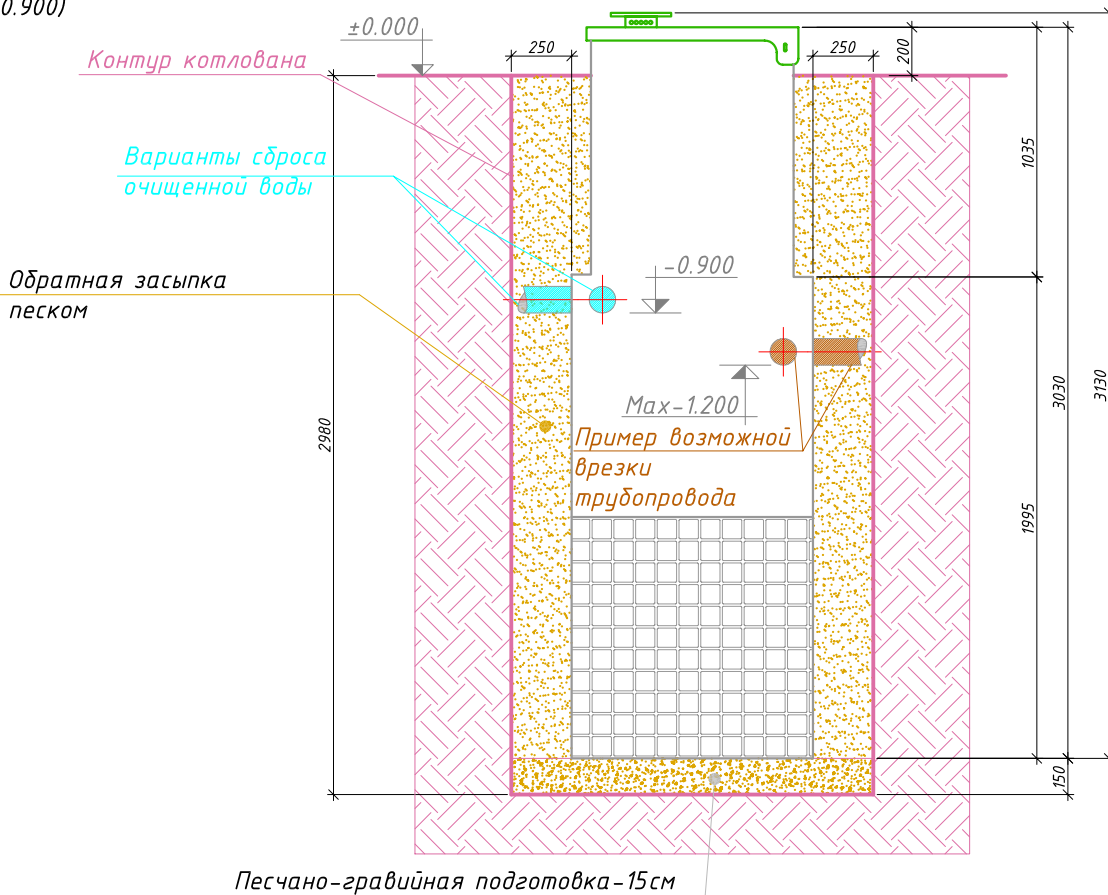 0.900)
±0.000
Контур котлована
250
250
200
Варианты сброса
очищенной воды
1035
-0.900
Обратная засыпка
песком
Max-1.200
3030
3130
2980
Пример возможной
врезки
трубопровода
1995
150
Песчано-гравийная подготовка-15см